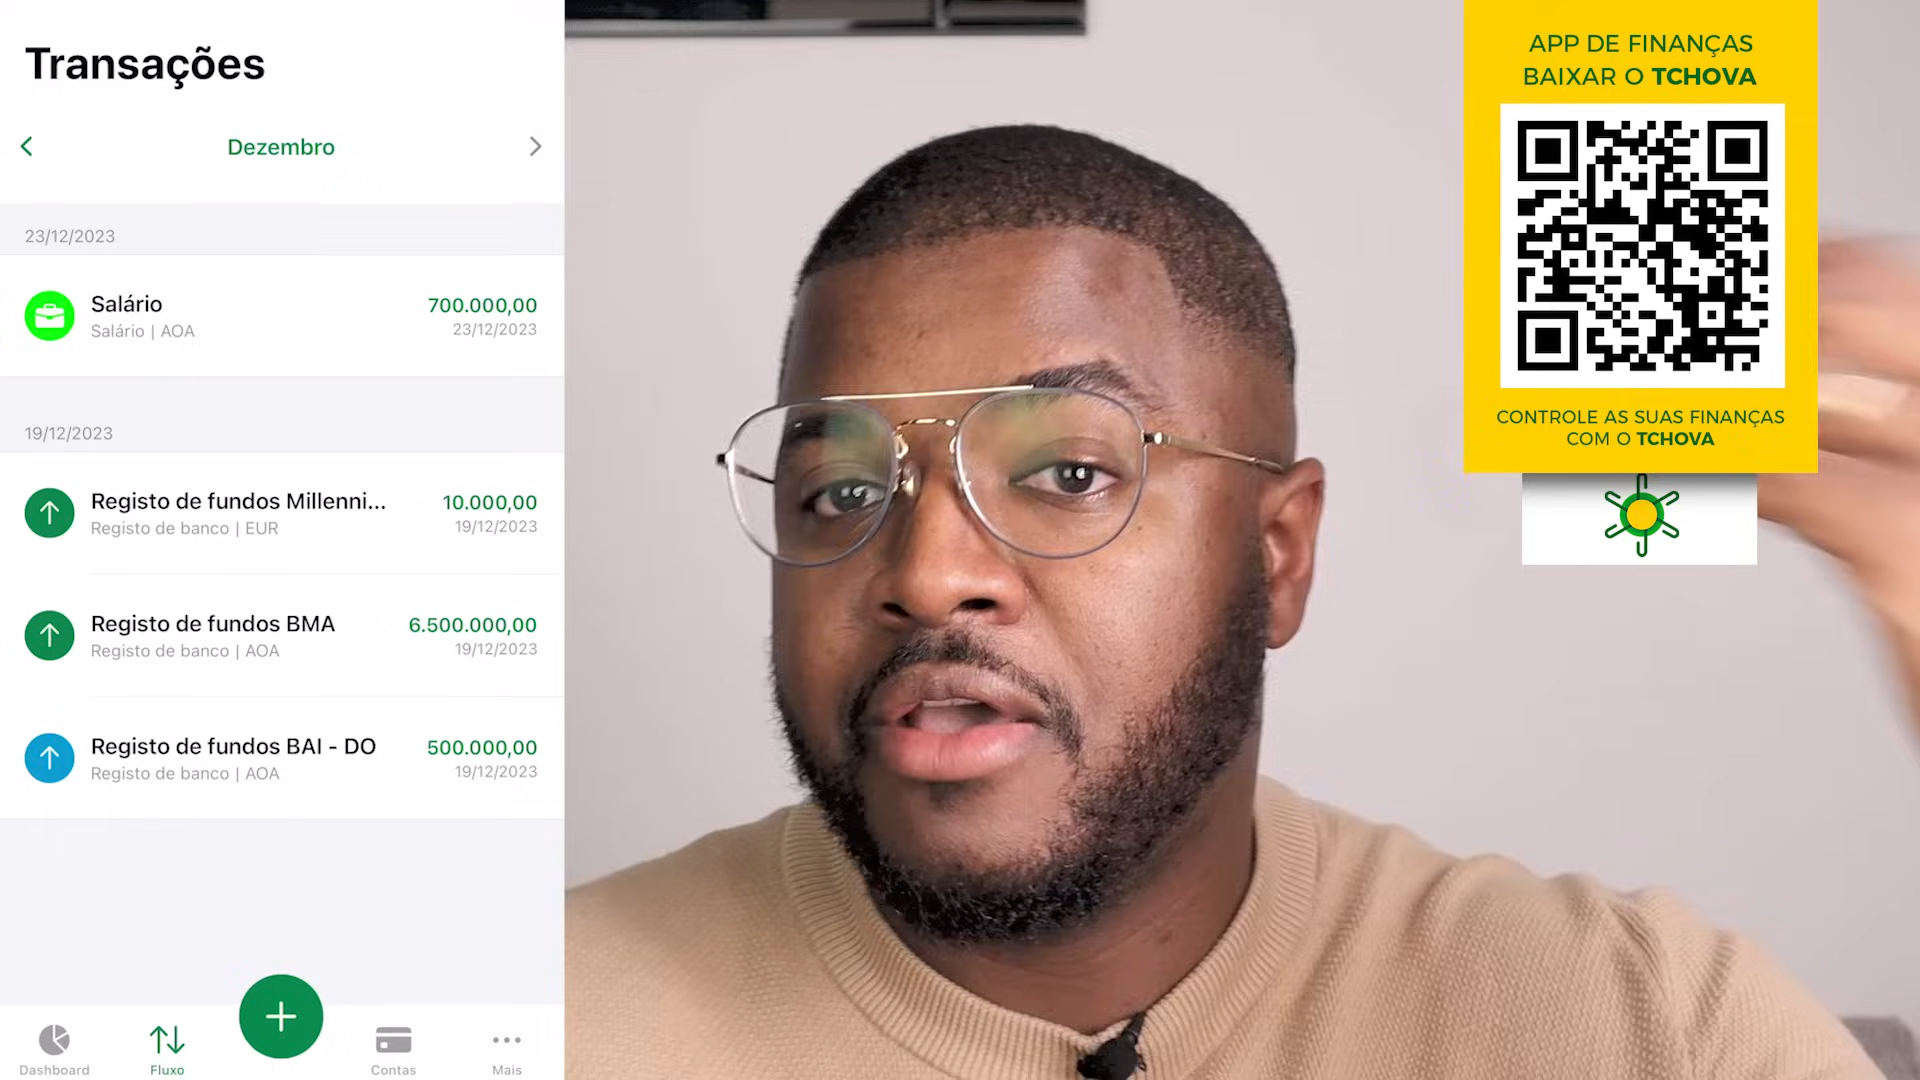 Transações
Dezembro
23/12/2023
Salário
700.000,00
Salário | AOA
23/12/2023
19/12/2023
Registo de fundos Millenni...
10.000,00
Registo de banco | EUR
19/12/2023
Registo de fundos BMA
6.500.000,00
Registo de banco | AOA
19/12/2023
Registo de fundos BAI - DO
500.000,00
Registo de banco | AOA
19/12/2023
Dashboard
Fluxo
Contas
Mais
APP DE FINANÇAS
BAIXAR O TCHOVA
CONTROLE AS SUAS FINANÇAS
COM O TCHOVA